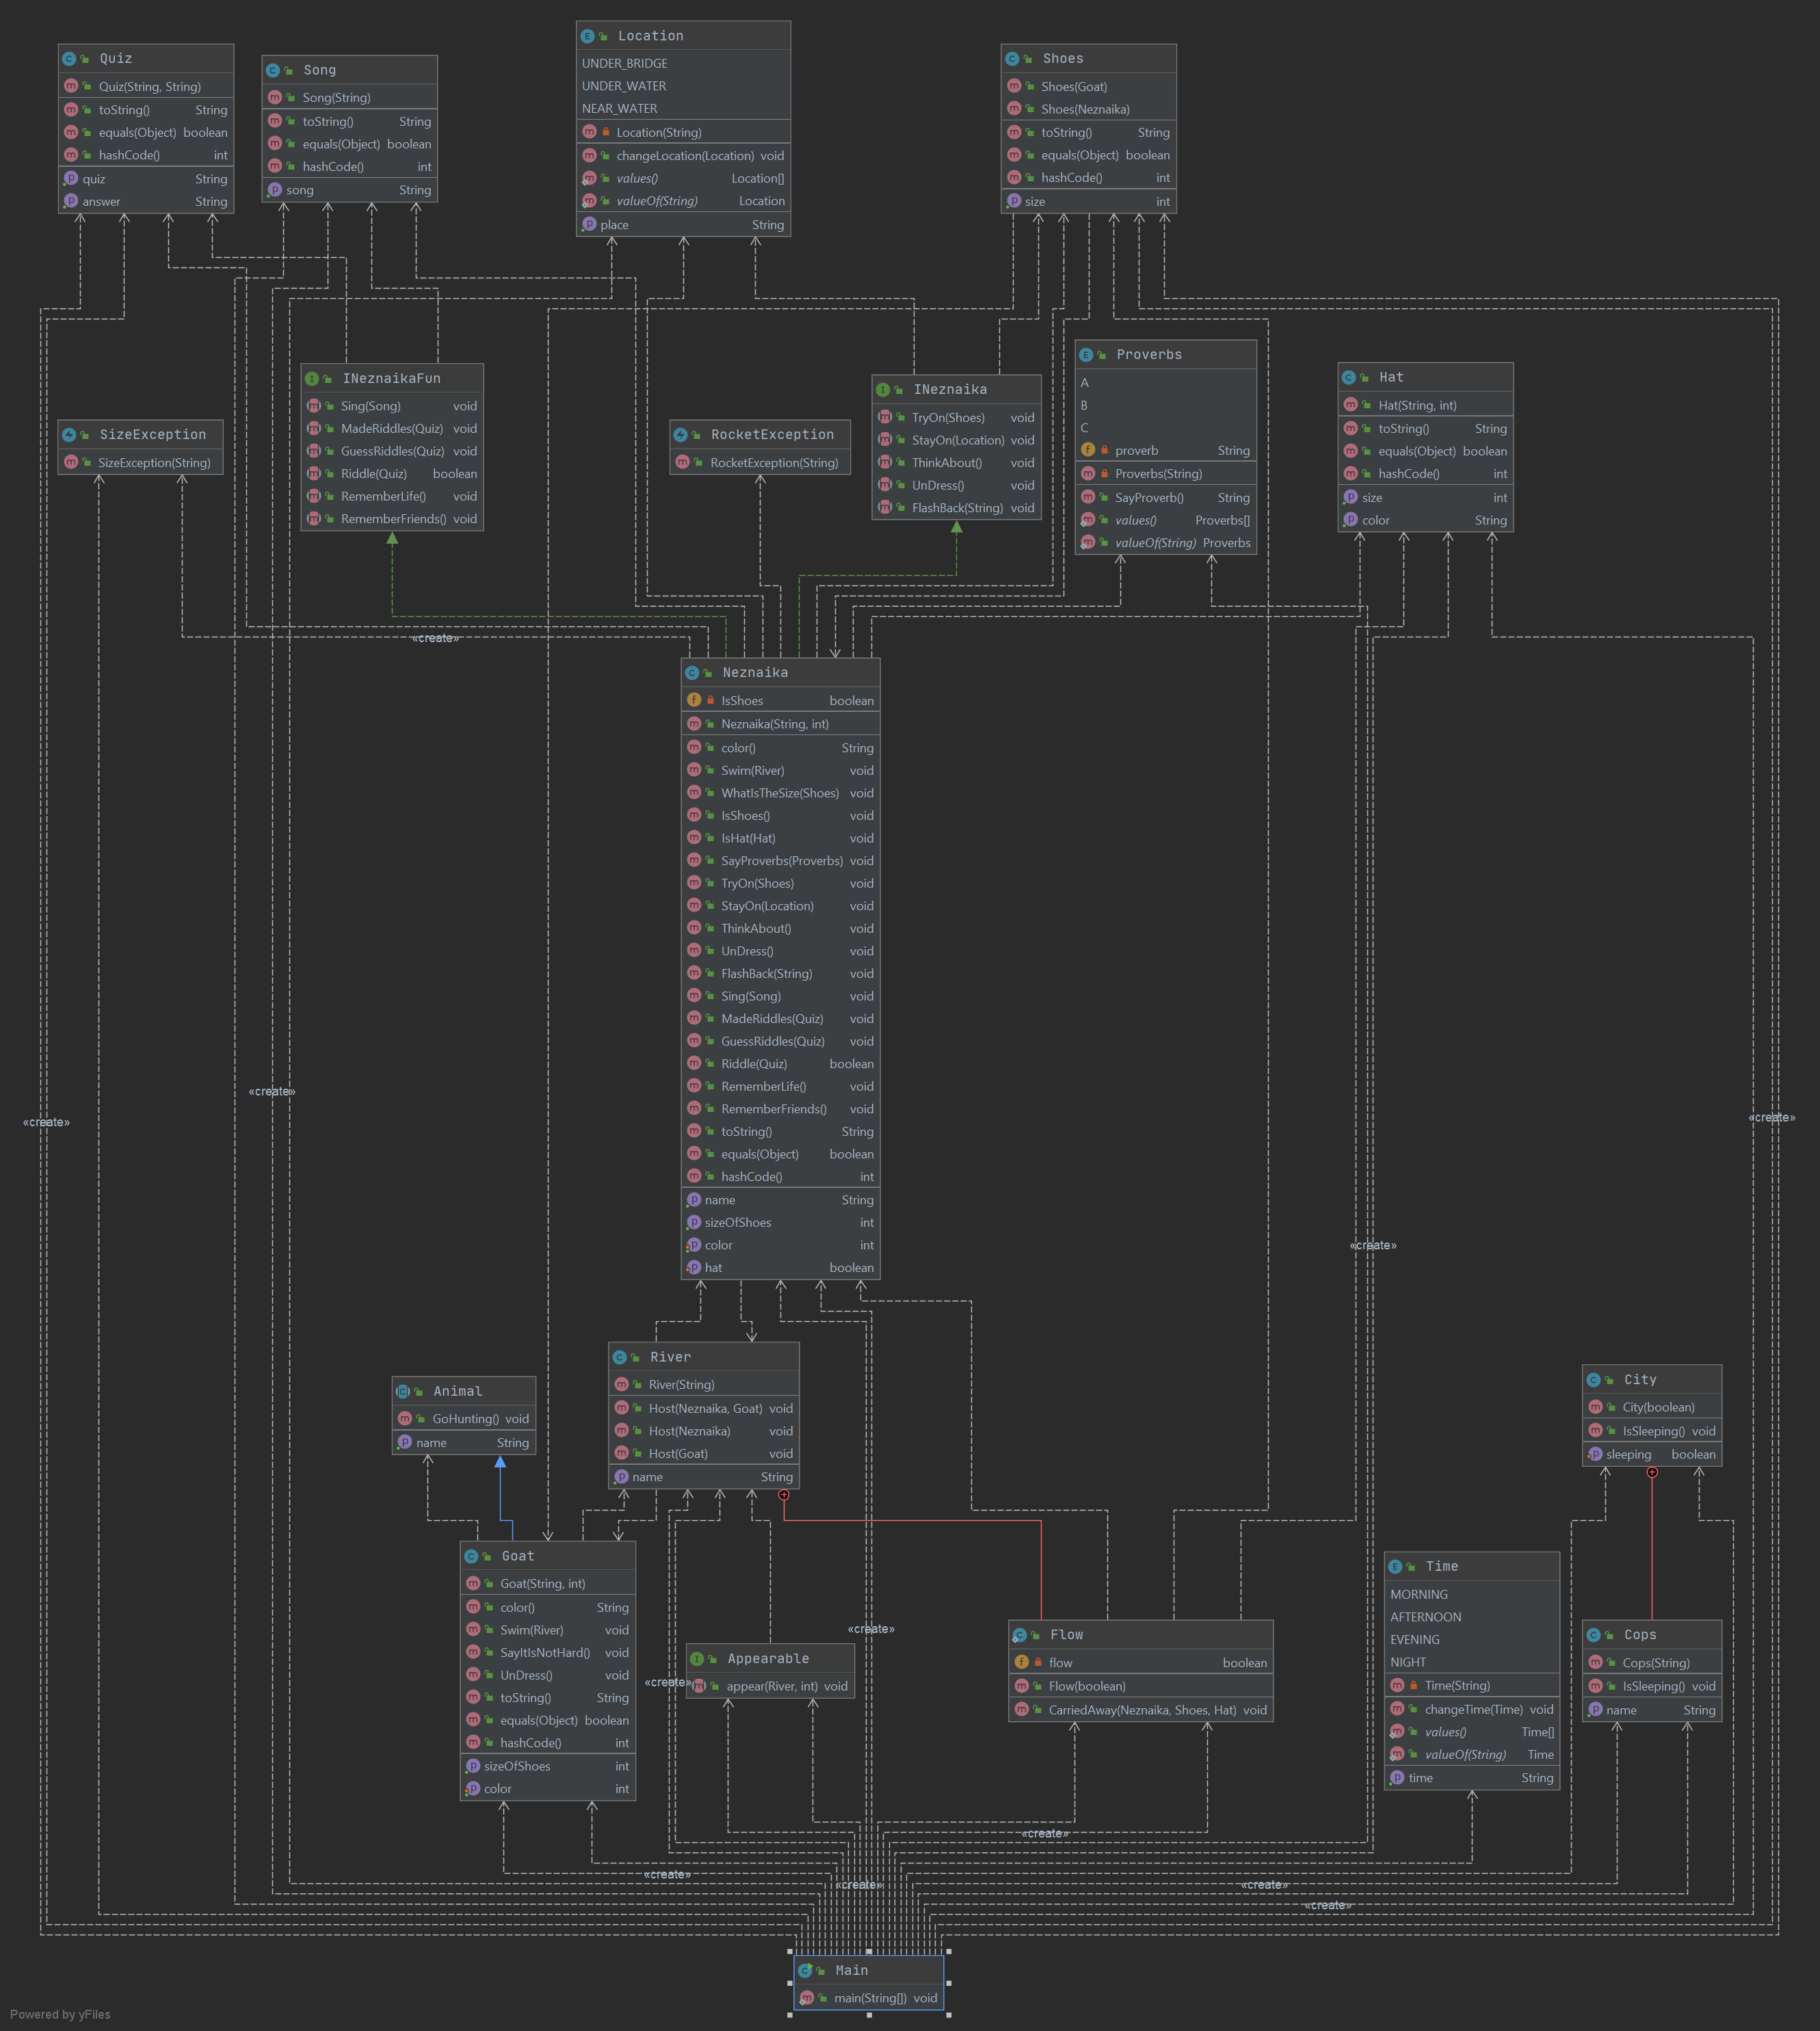 Quiz
Quiz(String, String)
toString() String
equals(Object) boolean
hashCode() int
quiz String
answer String
Song
Song(String)
toString() String
equals(Object) boolean
hashCode() int
song String
Location
UNDER_BRIDGE
UNDER_WATER
NEAR_WATER
Location(String)
changeLocation(Location) void
values() Location[]
valueOf(String) Location
place String
Shoes
Shoes(Goat)
Shoes(Neznaika)
toString() String
equals(Object) boolean
hashCode() int
size int
SizeException
SizeException(String)
INeznaikaFun
Sing(Song) void
MadeRiddles(Quiz) void
GuessRiddles(Quiz) void
Riddle(Quiz) boolean
RememberLife() void
RememberFriends() void
RocketException
RocketException(String)
INeznaika
TryOn(Shoes) void
StayOn(Location) void
ThinkAbout() void
UnDress() void
FlashBack(String) void
Proverbs
A
B
C
proverb String
Proverbs(String)
SayProverb() String
values() Proverbs[]
valueOf(String) Proverbs
Hat
Hat(String, int)
toString() String
equals(Object) boolean
hashCode() int
size int
color String
«create»
Neznaika
IsShoes boolean
Neznaika(String, int)
color() String
Swim(River) void
WhatIsTheSize(Shoes) void
IsShoes() void
IsHat(Hat) void
SayProverbs(Proverbs) void
TryOn(Shoes) void
StayOn(Location) void
ThinkAbout() void
UnDress() void
FlashBack(String) void
Sing(Song) void
MadeRiddles(Quiz) void
GuessRiddles(Quiz) void
Riddle(Quiz) boolean
RememberLife() void
RememberFriends() void
toString() String
equals(Object) boolean
hashCode() int
name String
sizeOfShoes int
color int
hat boolean
«create»
«create»
«create»
«create»
Animal
GoHunting() void
name String
River
River(String)
Host(Neznaika, Goat) void
Host(Neznaika) void
Host(Goat) void
name String
City
City(boolean)
IsSleeping() void
sleeping boolean
Goat
Goat(String, int)
color() String
Swim(River) void
SayItIsNotHard() void
UnDress() void
toString() String
equals(Object) boolean
hashCode() int
sizeOfShoes int
color int
Appearable
appear(River, int) void
«create»
«create»
Flow
flow boolean
Flow(boolean)
CarriedAway(Neznaika, Shoes, Hat) void
Time
MORNING
AFTERNOON
EVENING
NIGHT
Time(String)
changeTime(Time) void
values() Time[]
valueOf(String) Time
time String
Cops
Cops(String)
IsSleeping() void
name String
«create»
«create»
«create»
«create»
«create»
Main
main(String[]) void
Powered by yFiles